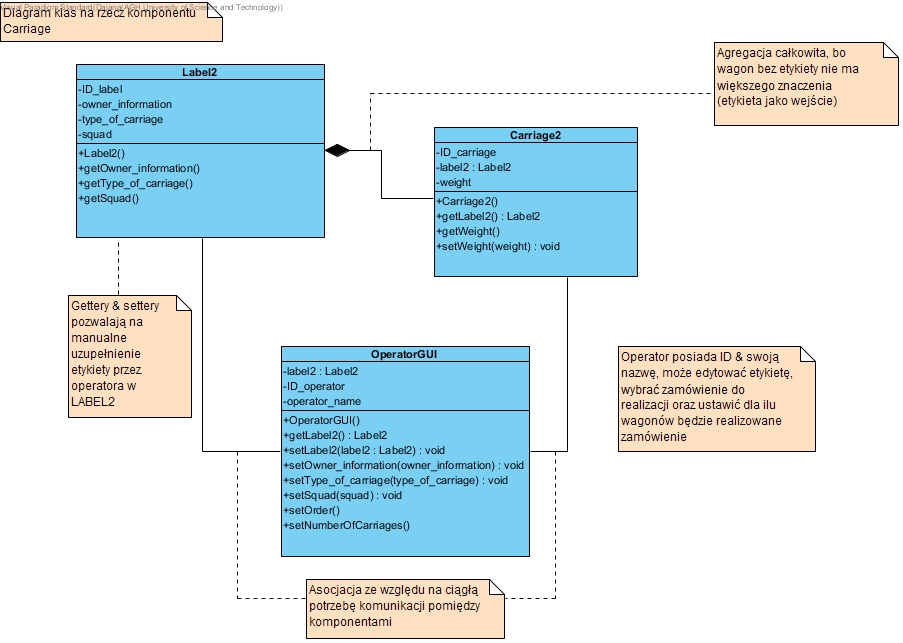 Visual Paradigm Standard(Dajana(AGH University of Science and Technology))
Diagram klas na rzecz komponentu
Carriage
Agregacja całkowita, bo
wagon bez etykiety nie ma
większego znaczenia
(etykieta jako wejście)
Label2
-ID_label
-owner_information
-type_of_carriage
-squad
+Label2()
+getOwner_information()
+getType_of_carriage()
+getSquad()
Carriage2
-ID_carriage
-label2 : Label2
-weight
+Carriage2()
+getLabel2() : Label2
+getWeight()
+setWeight(weight) : void
Gettery & settery
pozwalają na
manualne
uzupełnienie
etykiety przez
operatora w
LABEL2
OperatorGUI
-label2 : Label2
-ID_operator
-operator_name
+OperatorGUI()
+getLabel2() : Label2
+setLabel2(label2 : Label2) : void
+setOwner_information(owner_information) : void
+setType_of_carriage(type_of_carriage) : void
+setSquad(squad) : void
+setOrder()
+setNumberOfCarriages()
Operator posiada ID & swoją
nazwę, może edytować etykietę,
wybrać zamówienie do
realizacji oraz ustawić dla ilu
wagonów będzie realizowane
zamówienie
Asocjacja ze względu na ciągłą
potrzebę komunikacji pomiędzy
komponentami